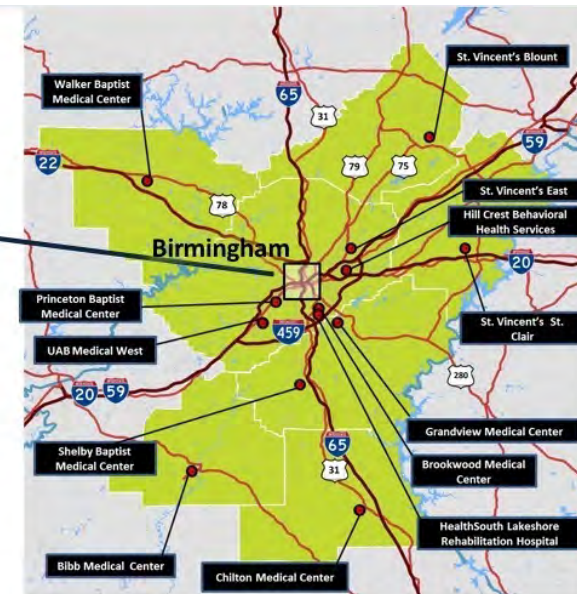 St. Vincent's Blount
Walker Baptist
Medical Center
65
31
59
22
79
75
St. Vincent's East
78
Hill Crest Behavioral
Health Services
Birmingham
20
Princeton Baptist
Medical Center
St. Vincent's St.
Clair
459
UAB Medical West
280
20
59
Grandview Medical Center
65
Shelby Baptist
Medical Center
Brookwood Medical
Center
31
HealthSouth Lakeshore
Rehabilitation Hospital
Bibb Medical Center
Chilton Medical Center